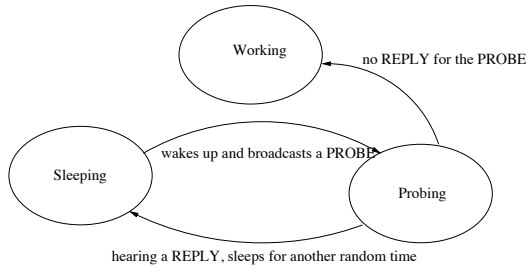 Working
no REPLY for the PROBE
wakes up and broadcasts a PROBE
Sleeping
Probing
hearing a REPLY, sleeps for another random time